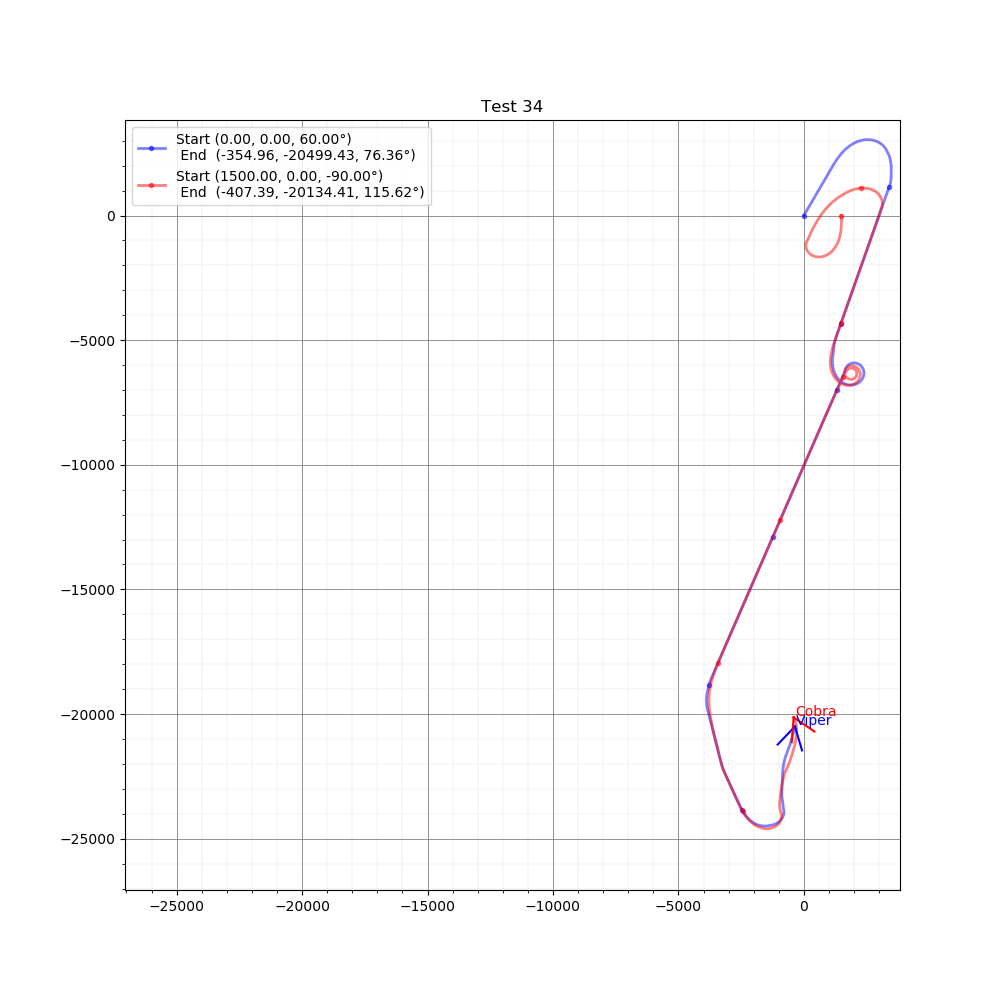 Test 34
Start (0.00, 0.00, 60.00°)
End  (-354.96, -20499.43, 76.36°)
Start (1500.00, 0.00, -90.00°)
End  (-407.39, -20134.41, 115.62°)
0
−5000
−10000
−15000
−20000
−25000
Cobra
Viper
−25000
−20000
−15000
−10000
−5000
0